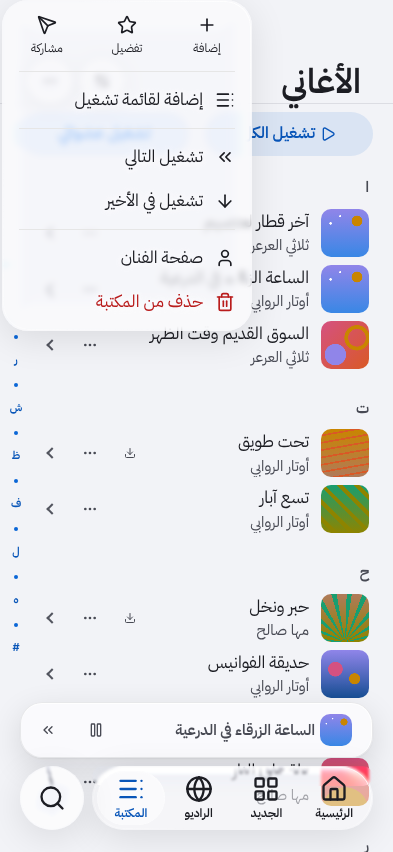 إضافة
تفضيل
مشاركة
إضافة لقائمة تشغيل
تشغيل التالي
تشغيل في الأخير
صفحة الفنان
حذف من المكتبة
الأغاني
تشغيل
ا
آخر قطار
ثلاثي العرعر
الساعة
أوتار الروابي
السوق القديم وقت الظهر
ثلاثي العرعر
ت
تحت طويق
أوتار الروابي
تسع آبار
أوتار الروابي
ح
حبر ونخل
مها صالح
حديقة الفوانيس
أوتار الروابي
ر
ش
ظ
ف
ل
ه
#
الساعة الزرقاء في الدرعية
مها صالح
الرئيسية
الجديد
الراديو
المكتبة